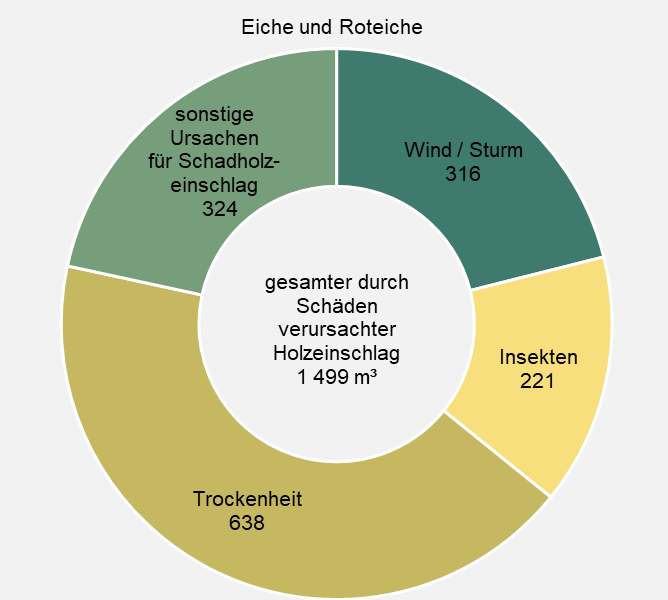 Eiche und Roteiche
sonstige
Ursachen
für Schadholz-
einschlag
324
Wind / Sturm
316
gesamter durch
Schäden
verursachter
Holzeinschlag
1 499 m³
Insekten
221
Trockenheit
638